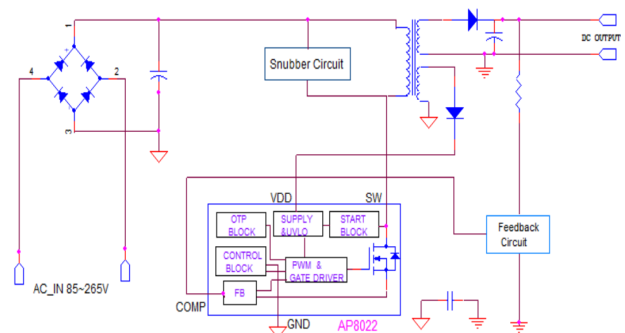 1
DC OUTPUT
Snubber Circuit
4
2
3
VDD
SW
OTP
BLOCK
SUPPLY
&UVLO
START
BLOCK
Feedback
Circuit
CONTROL
BLOCK
PWM &
GATE DRIVER
AC_IN 85~265V
FB
COMP
GND
AP8022